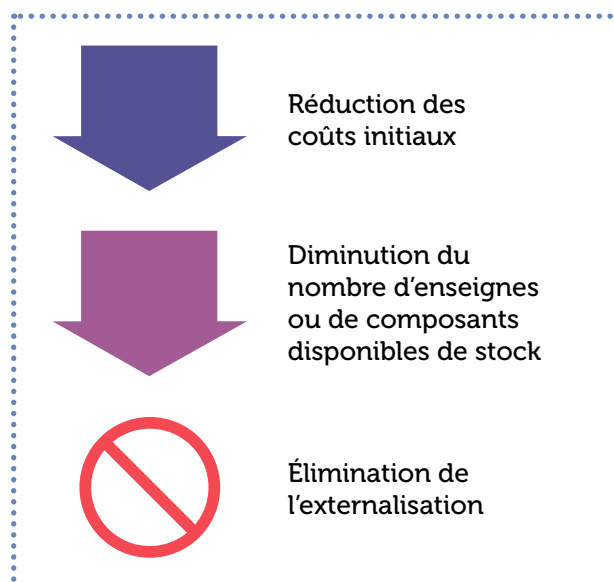 Réduction des
coûts initiaux
Diminution du
nombre d’enseignes
ou de composants
disponibles de stock
Élimination de
l’externalisation